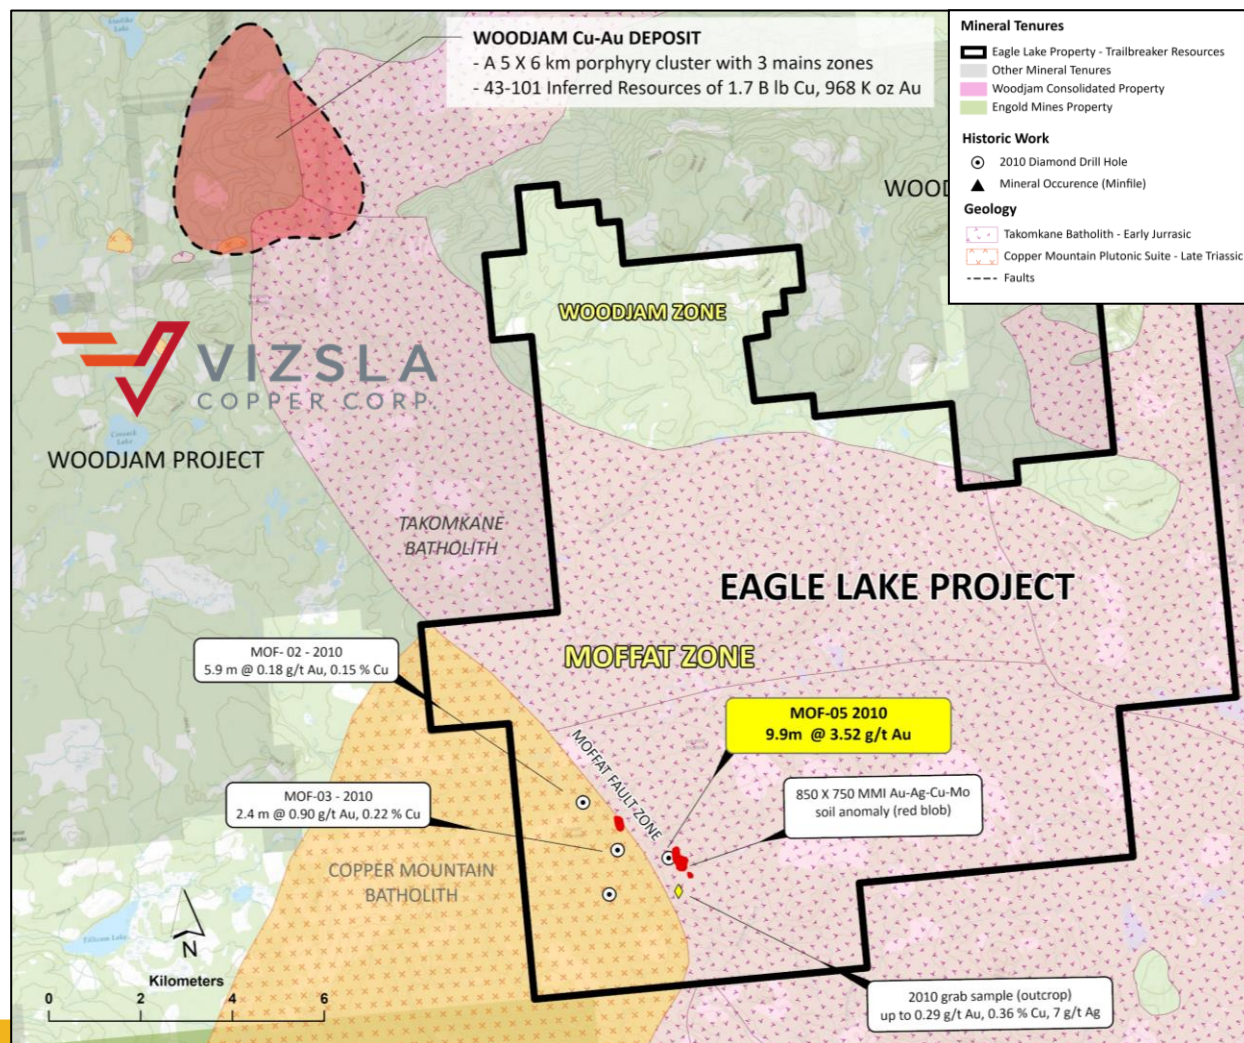 WOODJAM Cu-Au DEPOSIT
- A 5 X 6 km porphyry cluster with 3 mains zones
- 43-101 Inferred Resources of 1.7 B lb Cu, 968 K oz Au
Mineral Tenures
Eagle Lake Property - Trailbreaker Resources
Other Mineral Tenures
Woodjam Consolidated Property
Engold Mines Property
Historic Work
2010 Diamond Drill Hole
Mineral Occurence (Minfile)
Geology
Takomkane Batholith - Early Jurrasic
Copper Mountain Plutonic Suite - Late Triassic
Faults
WOOD
WOODJAM ZONE
VIZSLA
COPPER CORP.
WOODJAM PROJECT
TAKOMKANE
BATHOLITH
EAGLE LAKE PROJECT
MOFFAT ZONE
MOF- 02 - 2010
5.9 m @ 0.18 g/t Au, 0.15 % Cu
MOF-05 2010
9.9m @ 3.52 g/t Au
MOFFAT FAULT ZONE
MOF-03 - 2010
2.4 m @ 0.90 g/t Au, 0.22 % Cu
850 X 750 MMI Au-Ag-Cu-Mo
soil anomaly (red blob)
COPPER MOUNTAIN
BATHOLITH
N
Kilometers
0 2 4 6
2010 grab sample (outcrop)
up to 0.29 g/t Au, 0.36 % Cu, 7 g/t Ag